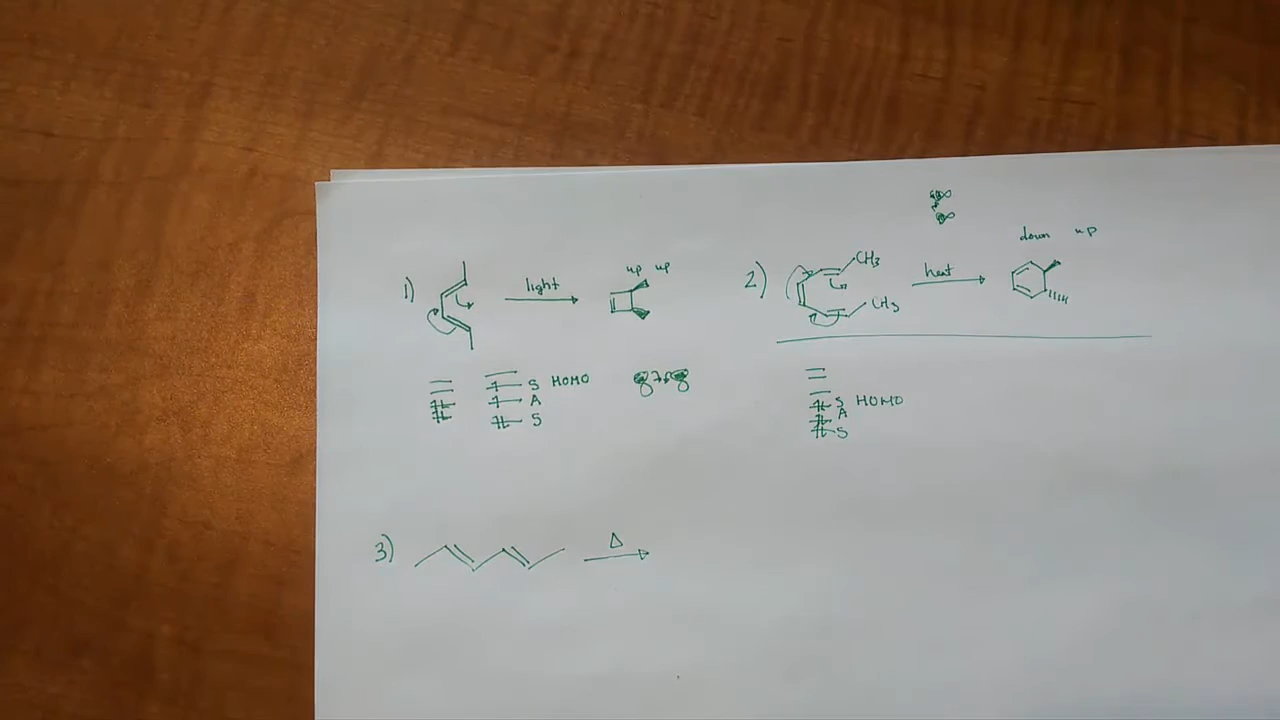 1) light up up
2) CH3 CH3 heat down up
S HOMO
A
S
S HOMO
A
S
3) Δ